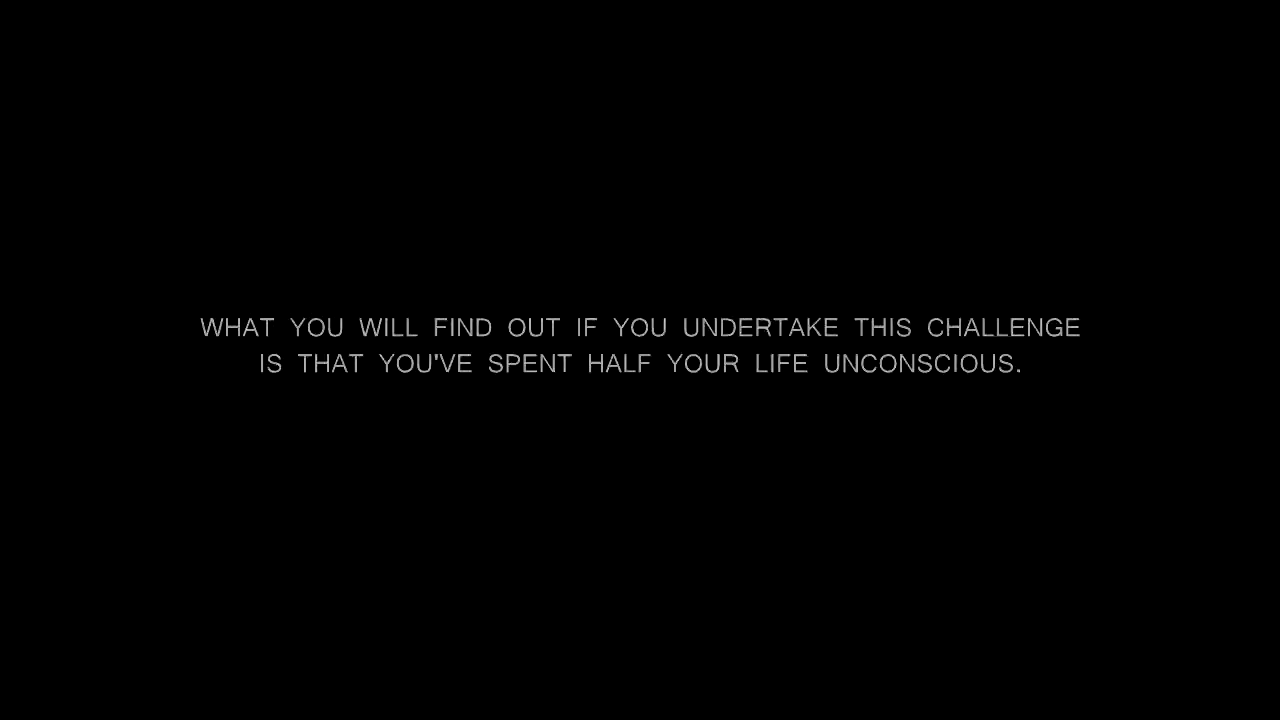 WHAT YOU WILL FIND OUT IF YOU UNDERTAKE THIS CHALLENGE
IS THAT YOU'VE SPENT HALF YOUR LIFE UNCONSCIOUS.